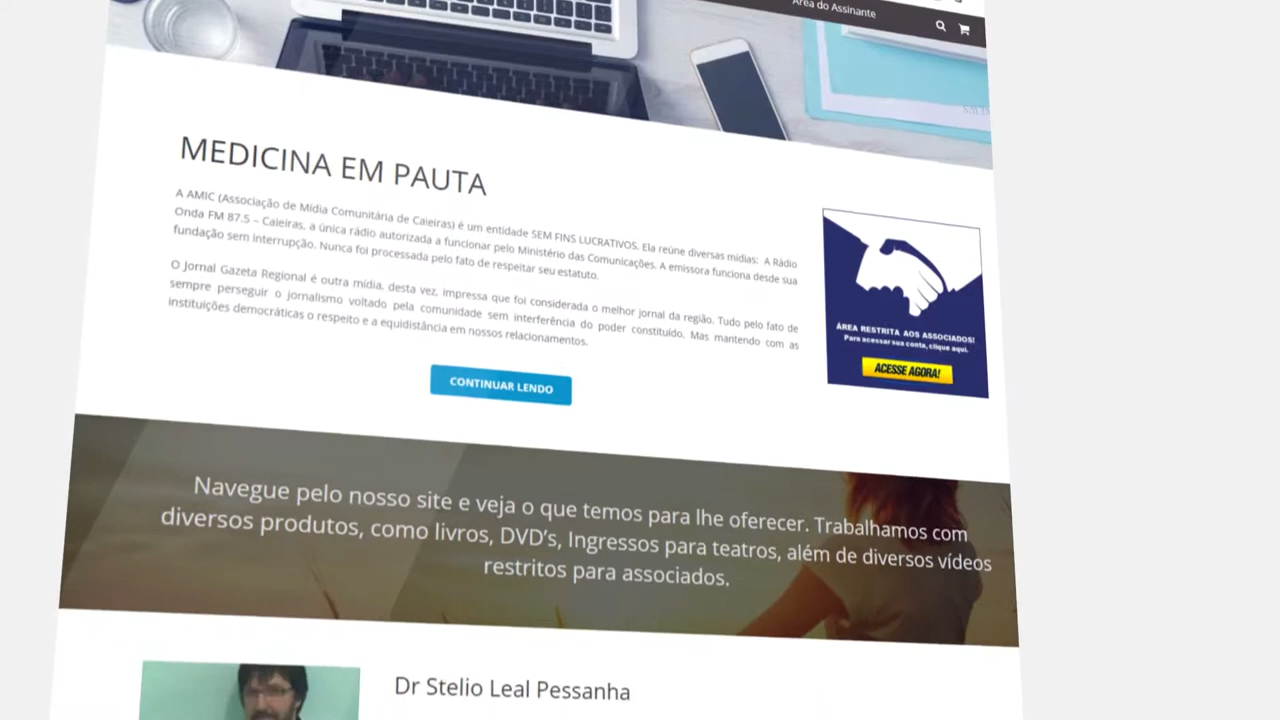 Área do Assinante
MEDICINA EM PAUTA
A AMIC (Associação de Mídia Comunitária de Caieiras) é um entidade SEM FINS LUCRATIVOS. Ela reúne diversas mídias: A Rádio
Onda FM 87.5 – Caieiras, a única rádio autorizada a funcionar pelo Ministério das Comunicações. A emissora funciona desde sua
fundação sem interrupção. Nunca foi processada pelo fato de respeitar seu estatuto.
O Jornal Gazeta Regional é outra mídia, desta vez, impressa que foi considerada o melhor jornal da região. Tudo pelo fato de
sempre perseguir o jornalismo voltado pela comunidade sem interferência do poder constituído. Mas mantendo com as
instituições democráticas o respeito e a equidistância em nossos relacionamentos.
CONTINUAR LENDO
ÁREA RESTRITA AOS ASSOCIADOS!
Para acessar sua conta, clique aqui.
ACESSE AGORA!
Navegue pelo nosso site e veja o que temos para lhe oferecer. Trabalhamos com
diversos produtos, como livros, DVD's, Ingressos para teatros, além de diversos vídeos
restritos para associados.
Dr Stelio Leal Pessanha